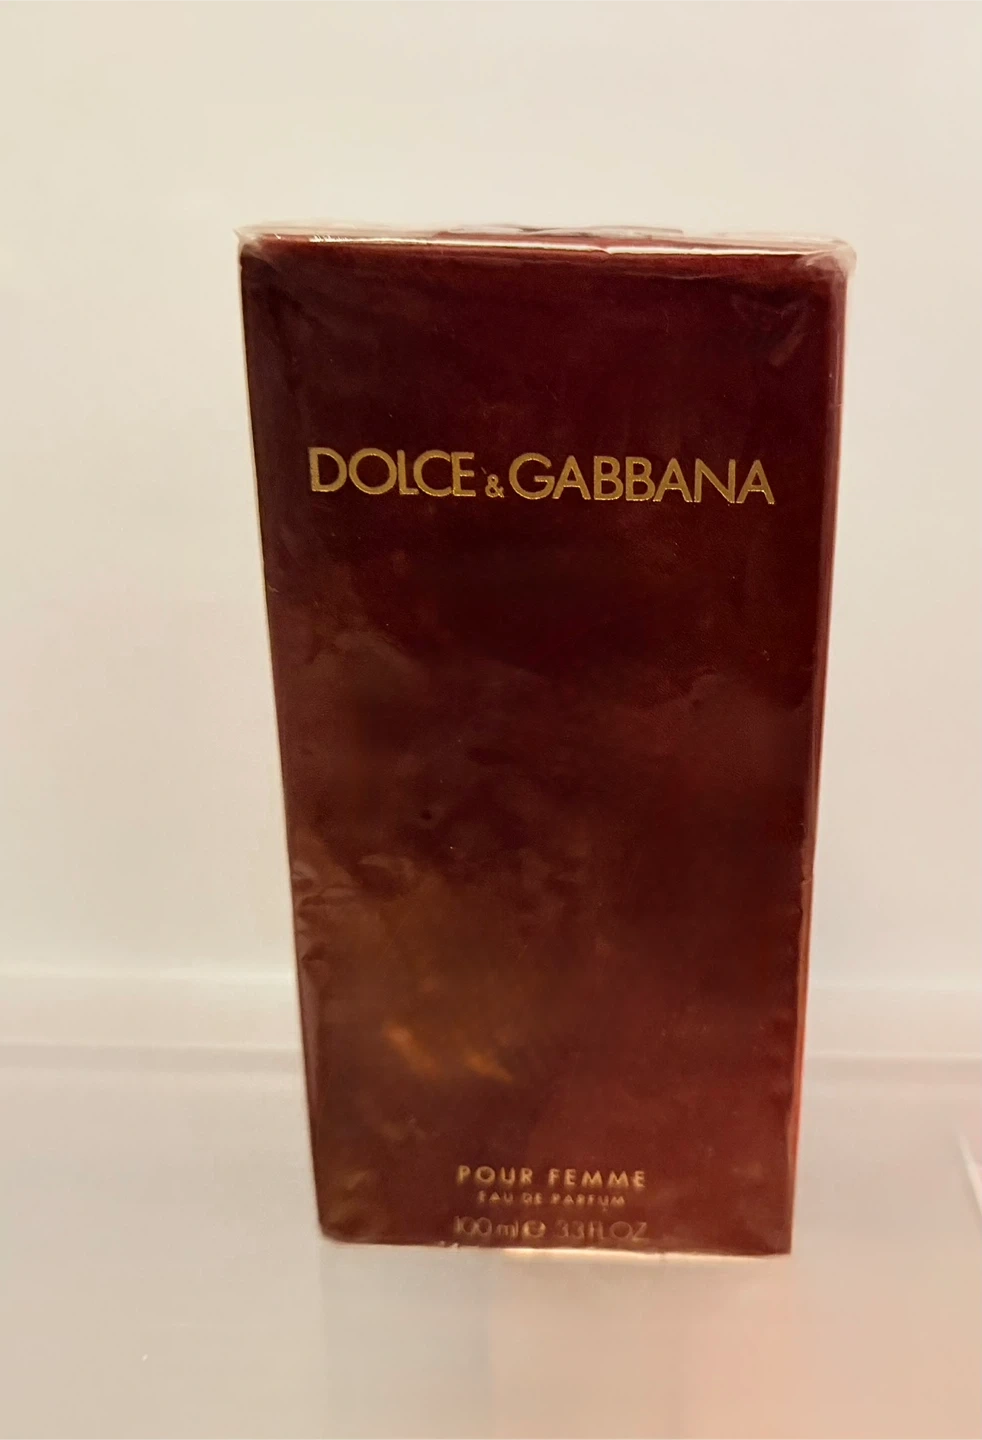 DOLCE & GABBANA
POUR FEMME
EAU DE PARFUM
100 ml ℮ 3.3 FL.OZ